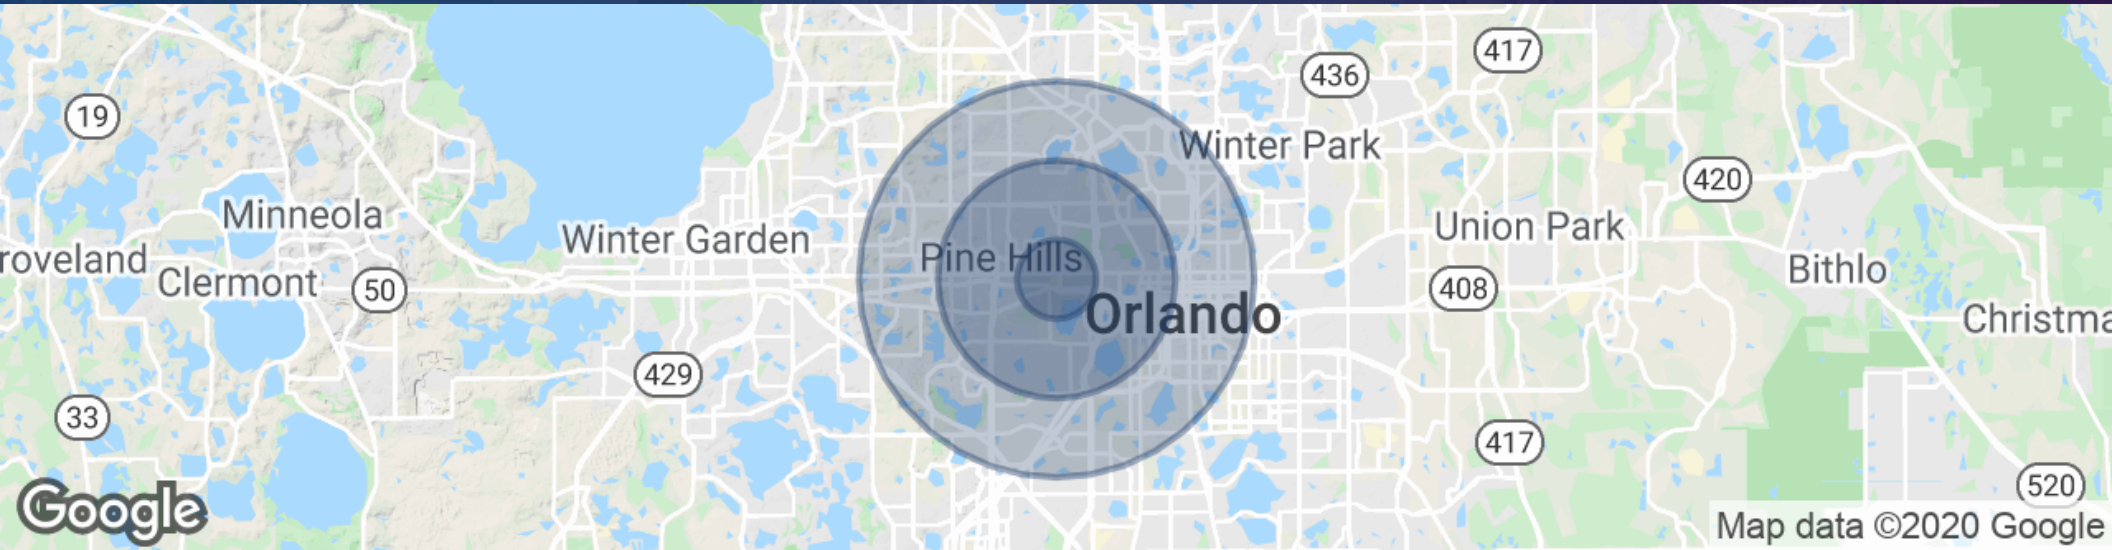 417
436
19
Winter Park
420
Minneola
Union Park
Winter Garden
roveland
Pine Hills
Bithlo
Clermont
50
408
Orlando
Christma
429
33
417
520
Google
Map data ©2020 Google